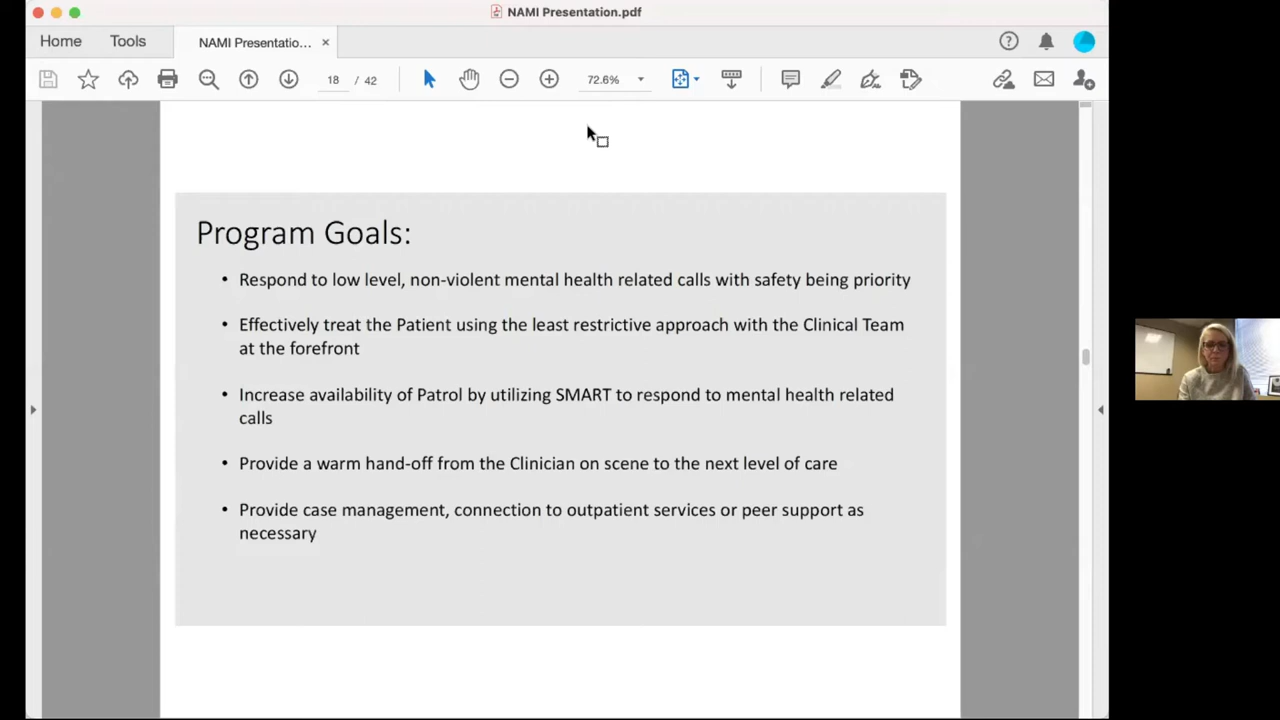 NAMI Presentation.pdf
Home
Tools
NAMI Presentatio...
18 / 42
72.6%
Program Goals:
• Respond to low level, non-violent mental health related calls with safety being priority
• Effectively treat the Patient using the least restrictive approach with the Clinical Team
at the forefront
• Increase availability of Patrol by utilizing SMART to respond to mental health related
calls
• Provide a warm hand-off from the Clinician on scene to the next level of care
• Provide case management, connection to outpatient services or peer support as
necessary